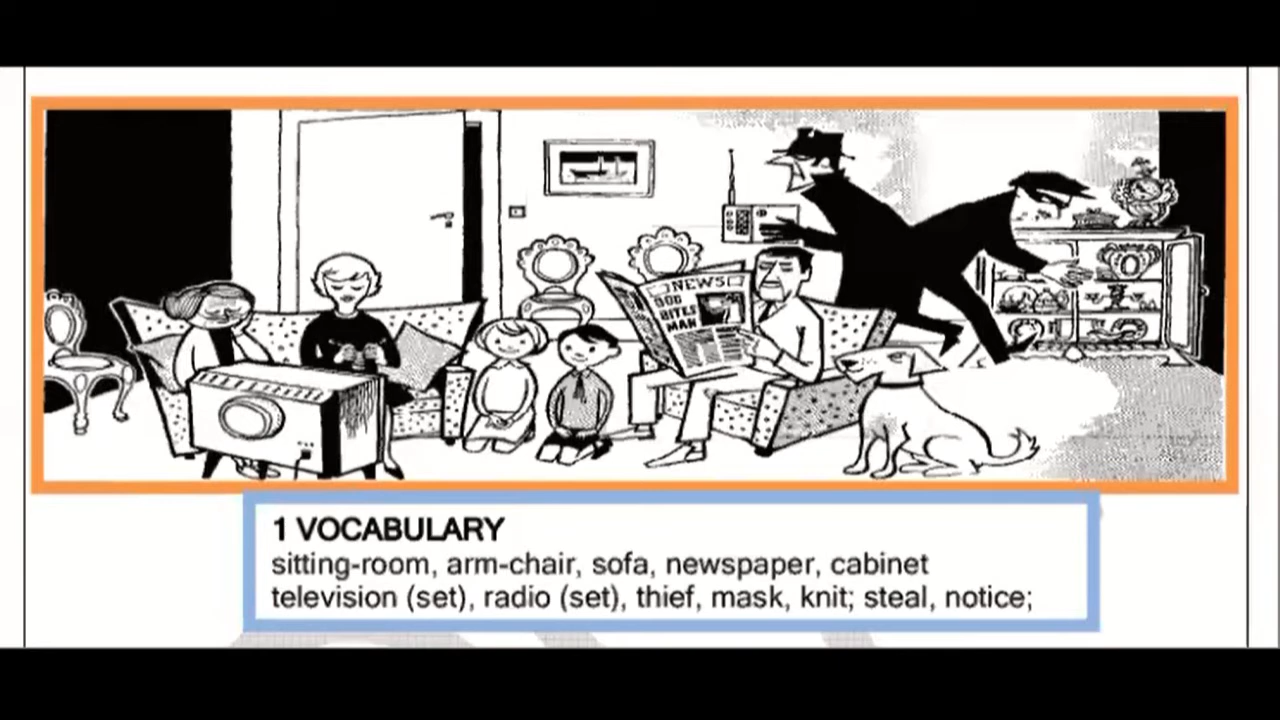 NEWS
DOG
BITES
MAN
1 VOCABULARY
sitting-room, arm-chair, sofa, newspaper, cabinet
television (set), radio (set), thief, mask, knit; steal, notice;